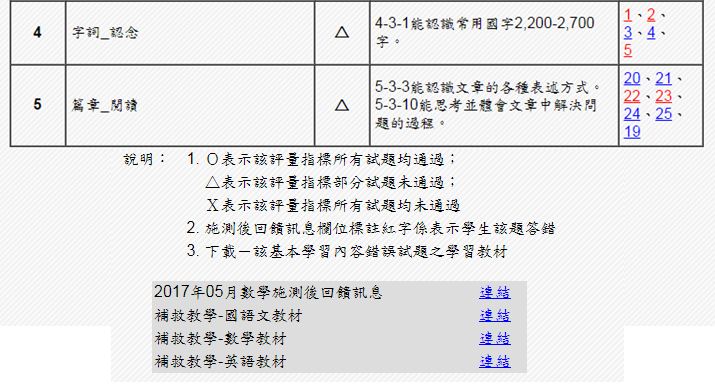 4 字詞_認念 △ 4-3-1能認識常用國字2,200-2,700
字。
1、2、
3、4、
5
5 篇章_閱讀 △ 5-3-3能認識文章的各種表述方式。
5-3-10能思考並體會文章中解決問
題的過程。
20、21、
22、23、
24、25、
19
說明： 1. O表示該評量指標所有試題均通過；
△表示該評量指標部分試題未通過；
X表示該評量指標所有試題均未通過
2. 施測後回饋訊息欄位標註紅字係表示學生該題答錯
3. 下載－該基本學習內容錯誤試題之學習教材
2017年05月數學施測後回饋訊息 連結
補救教學-國語文教材 連結
補救教學-數學教材 連結
補救教學-英語教材 連結